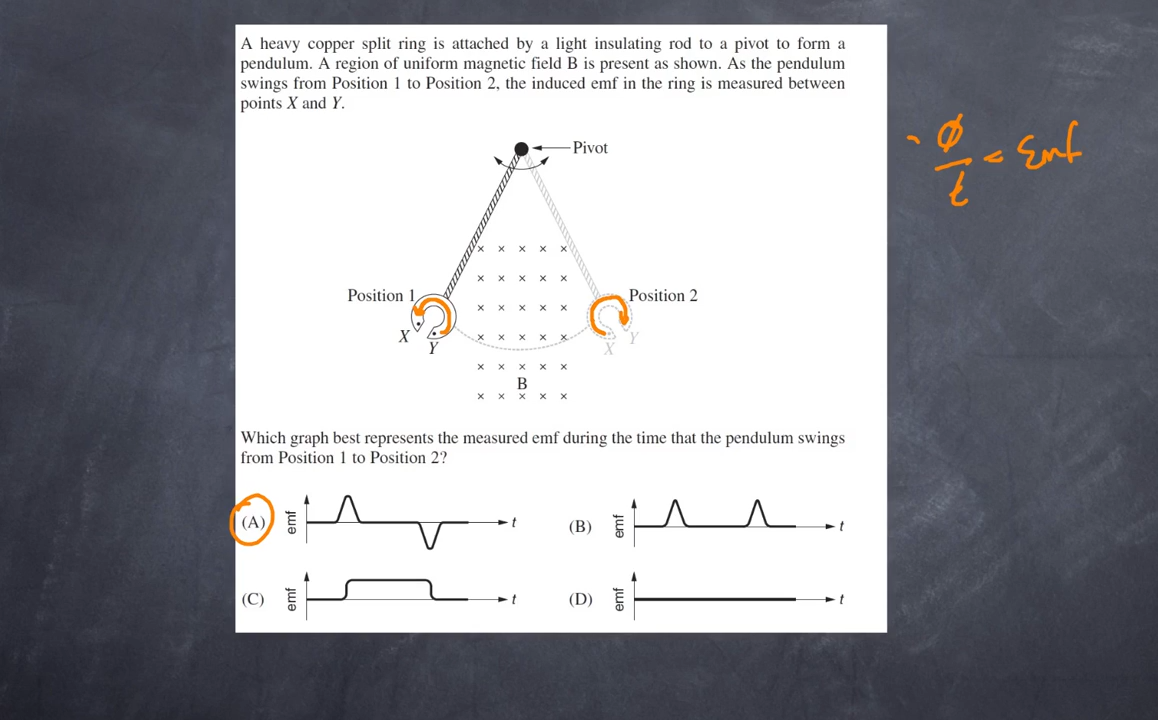 A heavy copper split ring is attached by a light insulating rod to a pivot to form a
pendulum. A region of uniform magnetic field B is present as shown. As the pendulum
swings from Position 1 to Position 2, the induced emf in the ring is measured between
points X and Y.
Pivot
× × × × ×
× × × × ×
Position 1
Position 2
× × × × ×
X
Y
× × × × ×
X
Y
× × × × ×
B
× × × × ×
- Φ
t
= Emf
Which graph best represents the measured emf during the time that the pendulum swings
from Position 1 to Position 2?
(A) emf t
(B) emf t
(C) emf t
(D) emf t